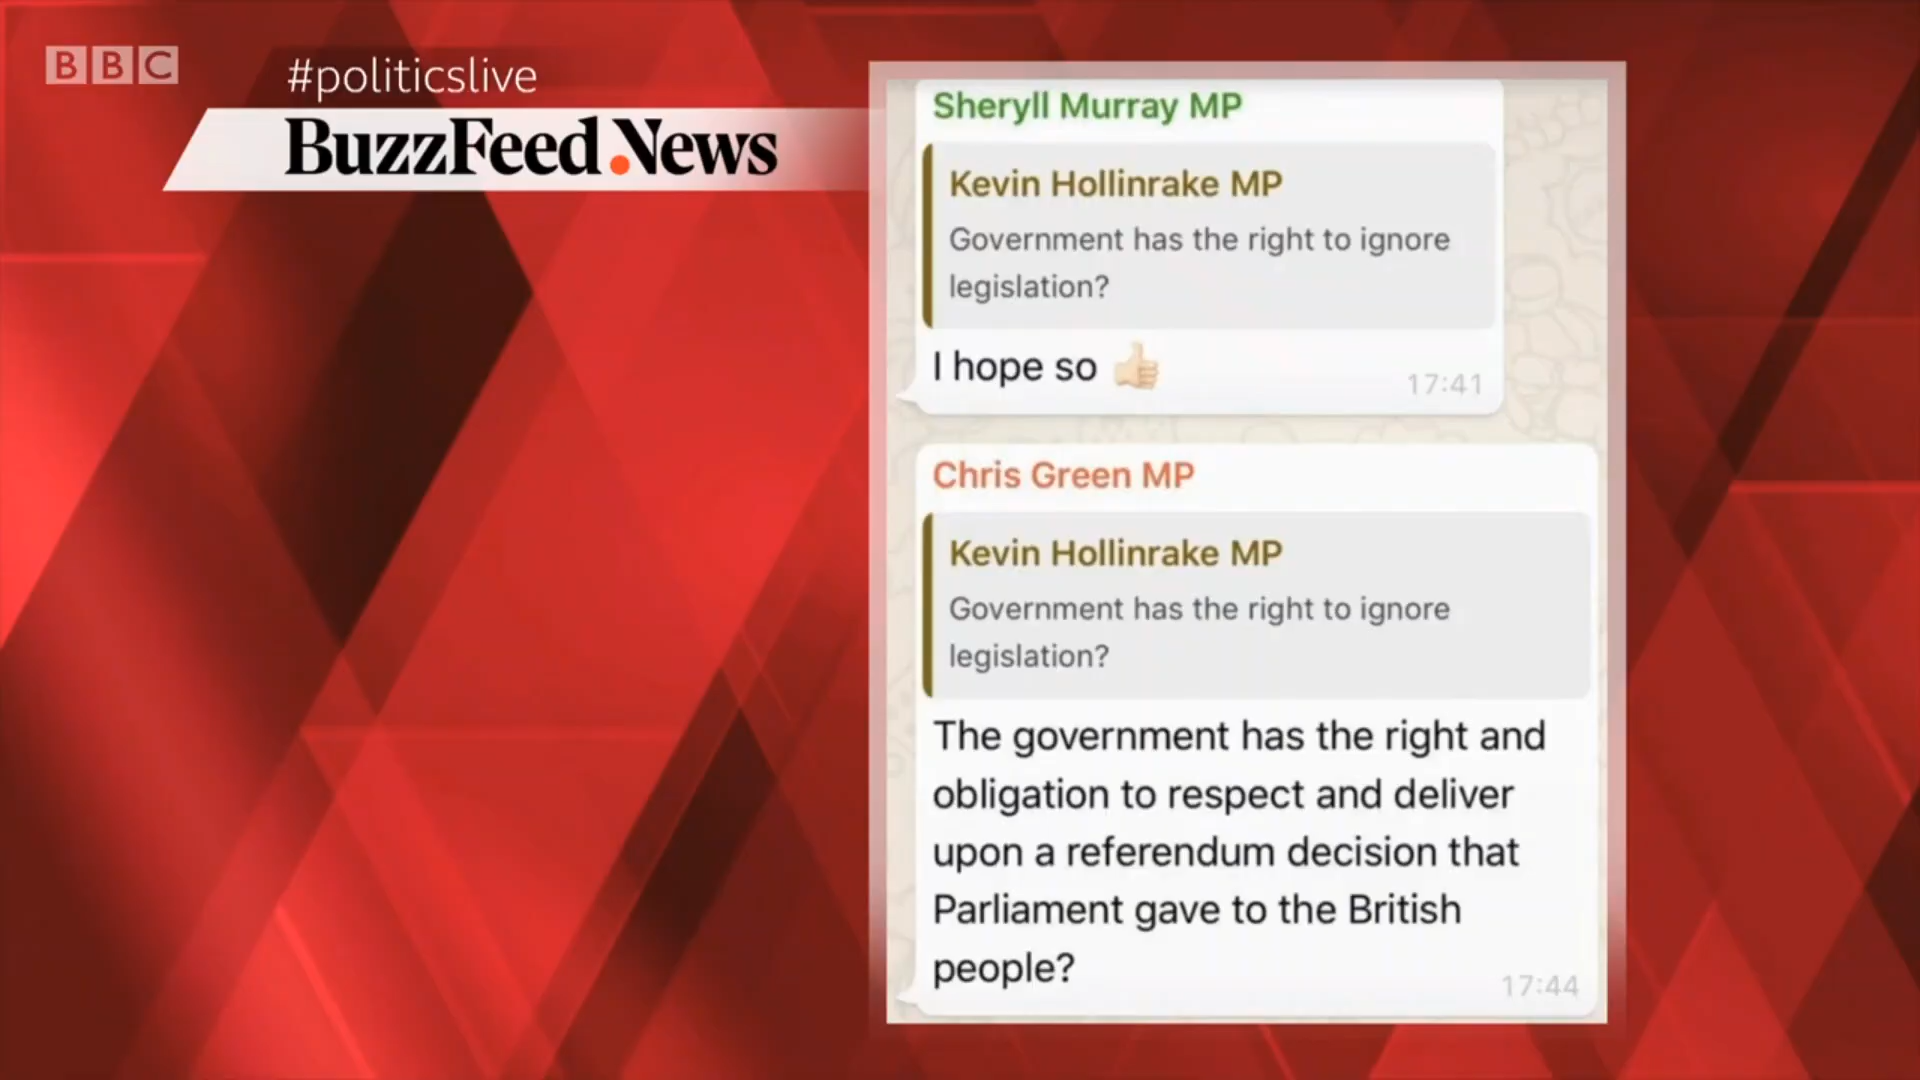 BBC
#politicslive
BuzzFeed.News
Sheryll Murray MP
Kevin Hollinrake MP
Government has the right to ignore
legislation?
I hope so 👍🏻
17:41
Chris Green MP
Kevin Hollinrake MP
Government has the right to ignore
legislation?
The government has the right and
obligation to respect and deliver
upon a referendum decision that
Parliament gave to the British
people?
17:44